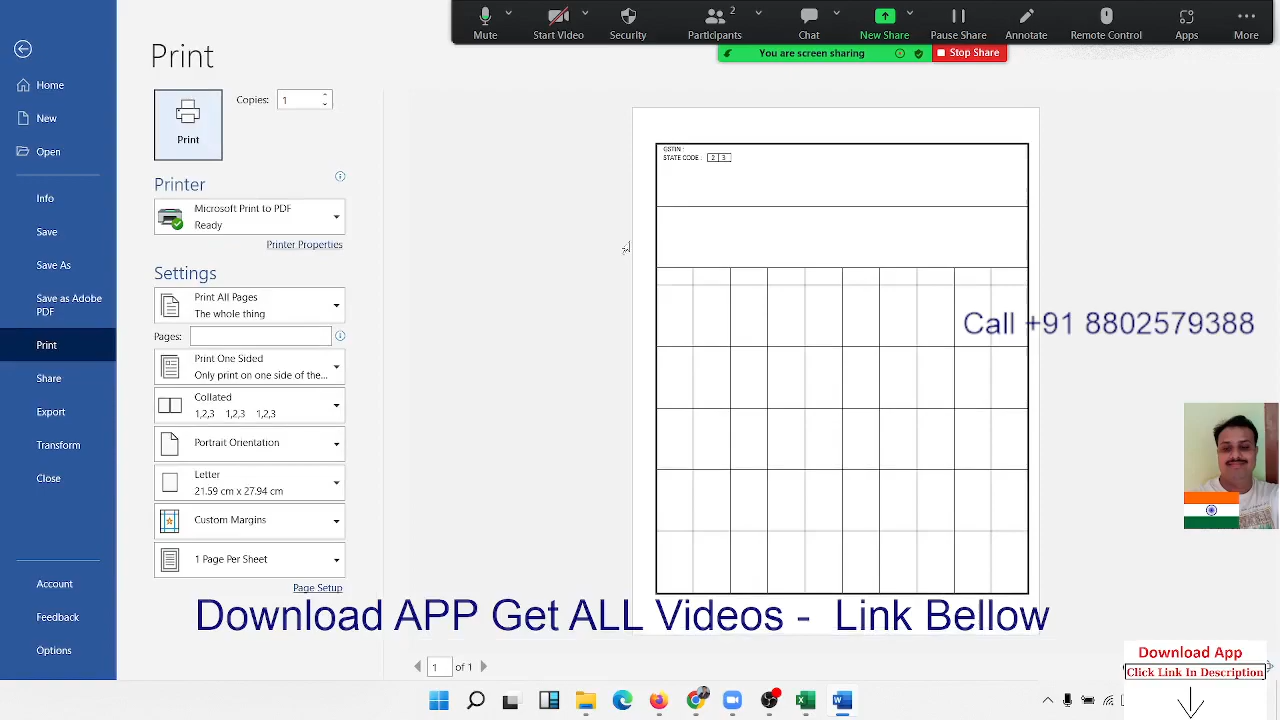 Mute
Start Video
Security
2
Participants
Chat
New Share
Pause Share
Annotate
Remote Control
Apps
More
You are screen sharing
Stop Share
Print
Home
New
Open
Info
Save
Save As
Save as Adobe
PDF
Print
Share
Export
Transform
Close
Account
Feedback
Options
Print
Copies: 1
Printer
Microsoft Print to PDF
Ready
Printer Properties
Settings
Print All Pages
The whole thing
Pages:
Print One Sided
Only print on one side of the...
Collated
1,2,3 1,2,3 1,2,3
Portrait Orientation
Letter
21.59 cm x 27.94 cm
Custom Margins
1 Page Per Sheet
Page Setup
GSTIN :
STATE CODE : 2 3
Call +91 8802579388
Download APP Get ALL Videos - Link Bellow
1 of 1
Download App
Click Link In Description